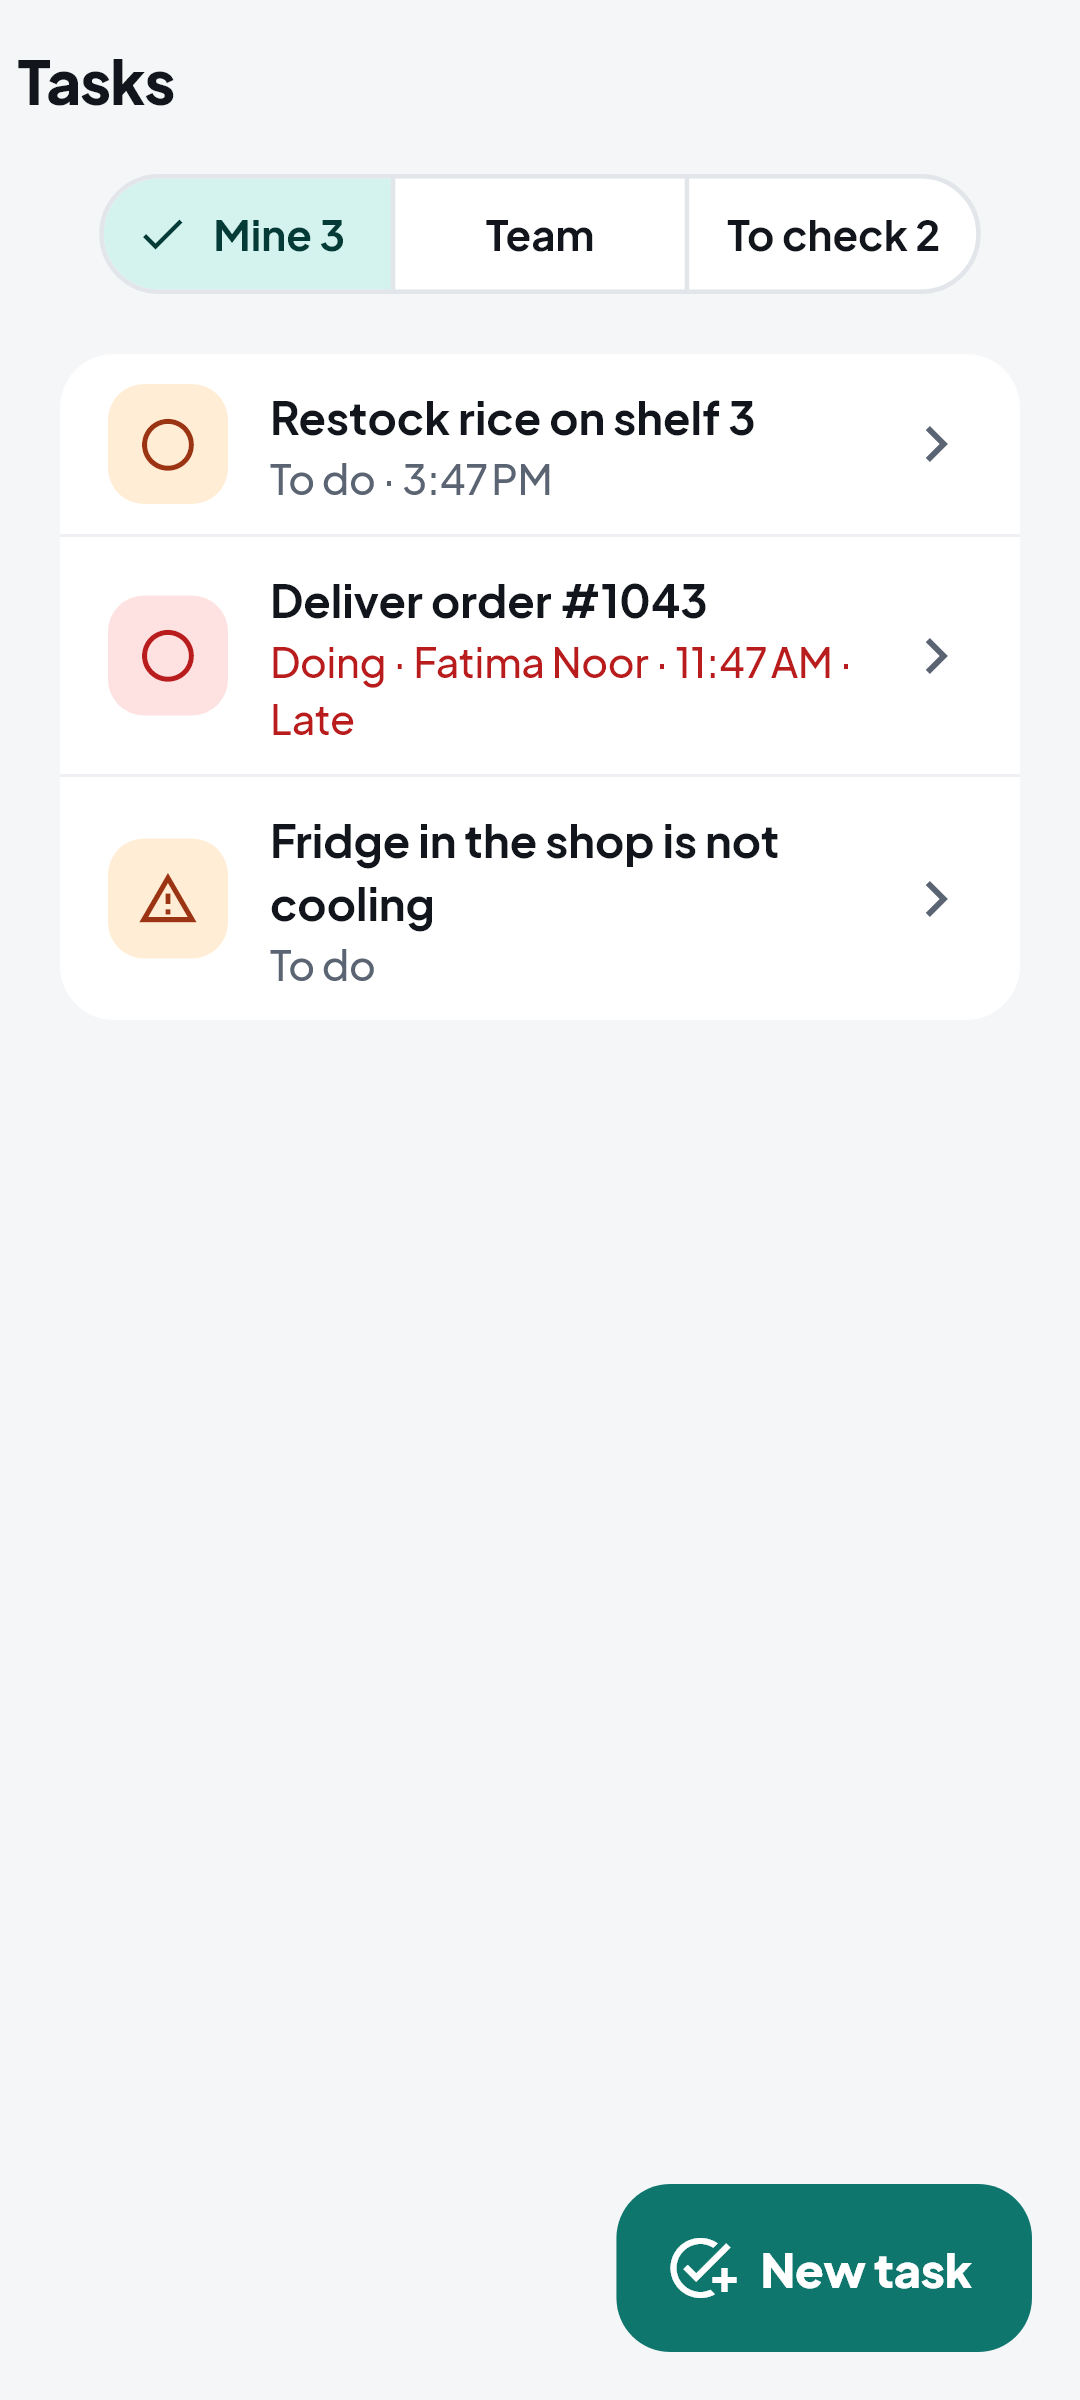 Tasks
Mine 3
Team
To check 2
Restock rice on shelf 3
To do · 3:47 PM
Deliver order #1043
Doing · Fatima Noor · 11:47 AM ·
Late
Fridge in the shop is not
cooling
To do
New task